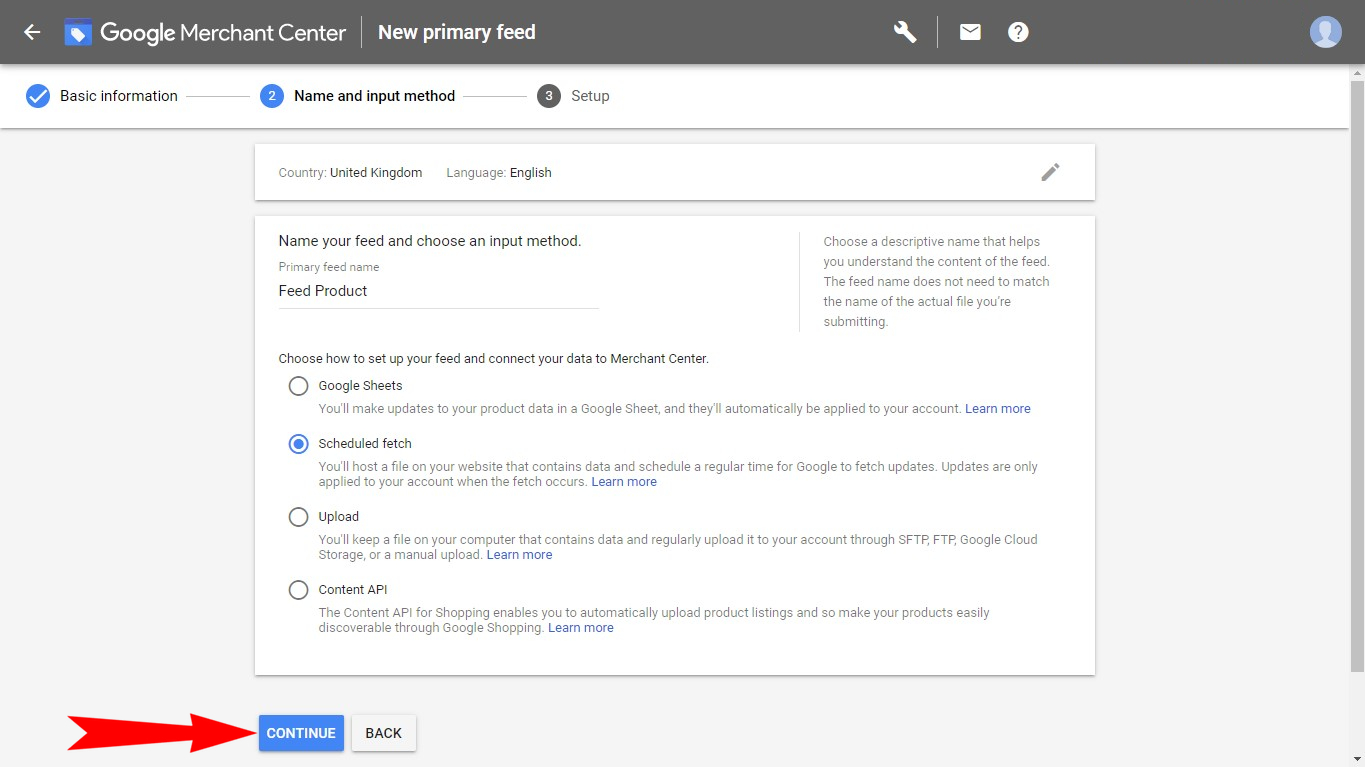 Google Merchant Center New primary feed
Basic information 2 Name and input method 3 Setup
Country: United Kingdom Language: English
Name your feed and choose an input method.
Primary feed name
Feed Product
Choose a descriptive name that helps
you understand the content of the feed.
The feed name does not need to match
the name of the actual file you're
submitting.
Choose how to set up your feed and connect your data to Merchant Center.
Google Sheets
You'll make updates to your product data in a Google Sheet, and they'll automatically be applied to your account. Learn more
Scheduled fetch
You'll host a file on your website that contains data and schedule a regular time for Google to fetch updates. Updates are only
applied to your account when the fetch occurs. Learn more
Upload
You'll keep a file on your computer that contains data and regularly upload it to your account through SFTP, FTP, Google Cloud
Storage, or a manual upload. Learn more
Content API
The Content API for Shopping enables you to automatically upload product listings and so make your products easily
discoverable through Google Shopping. Learn more
CONTINUE BACK